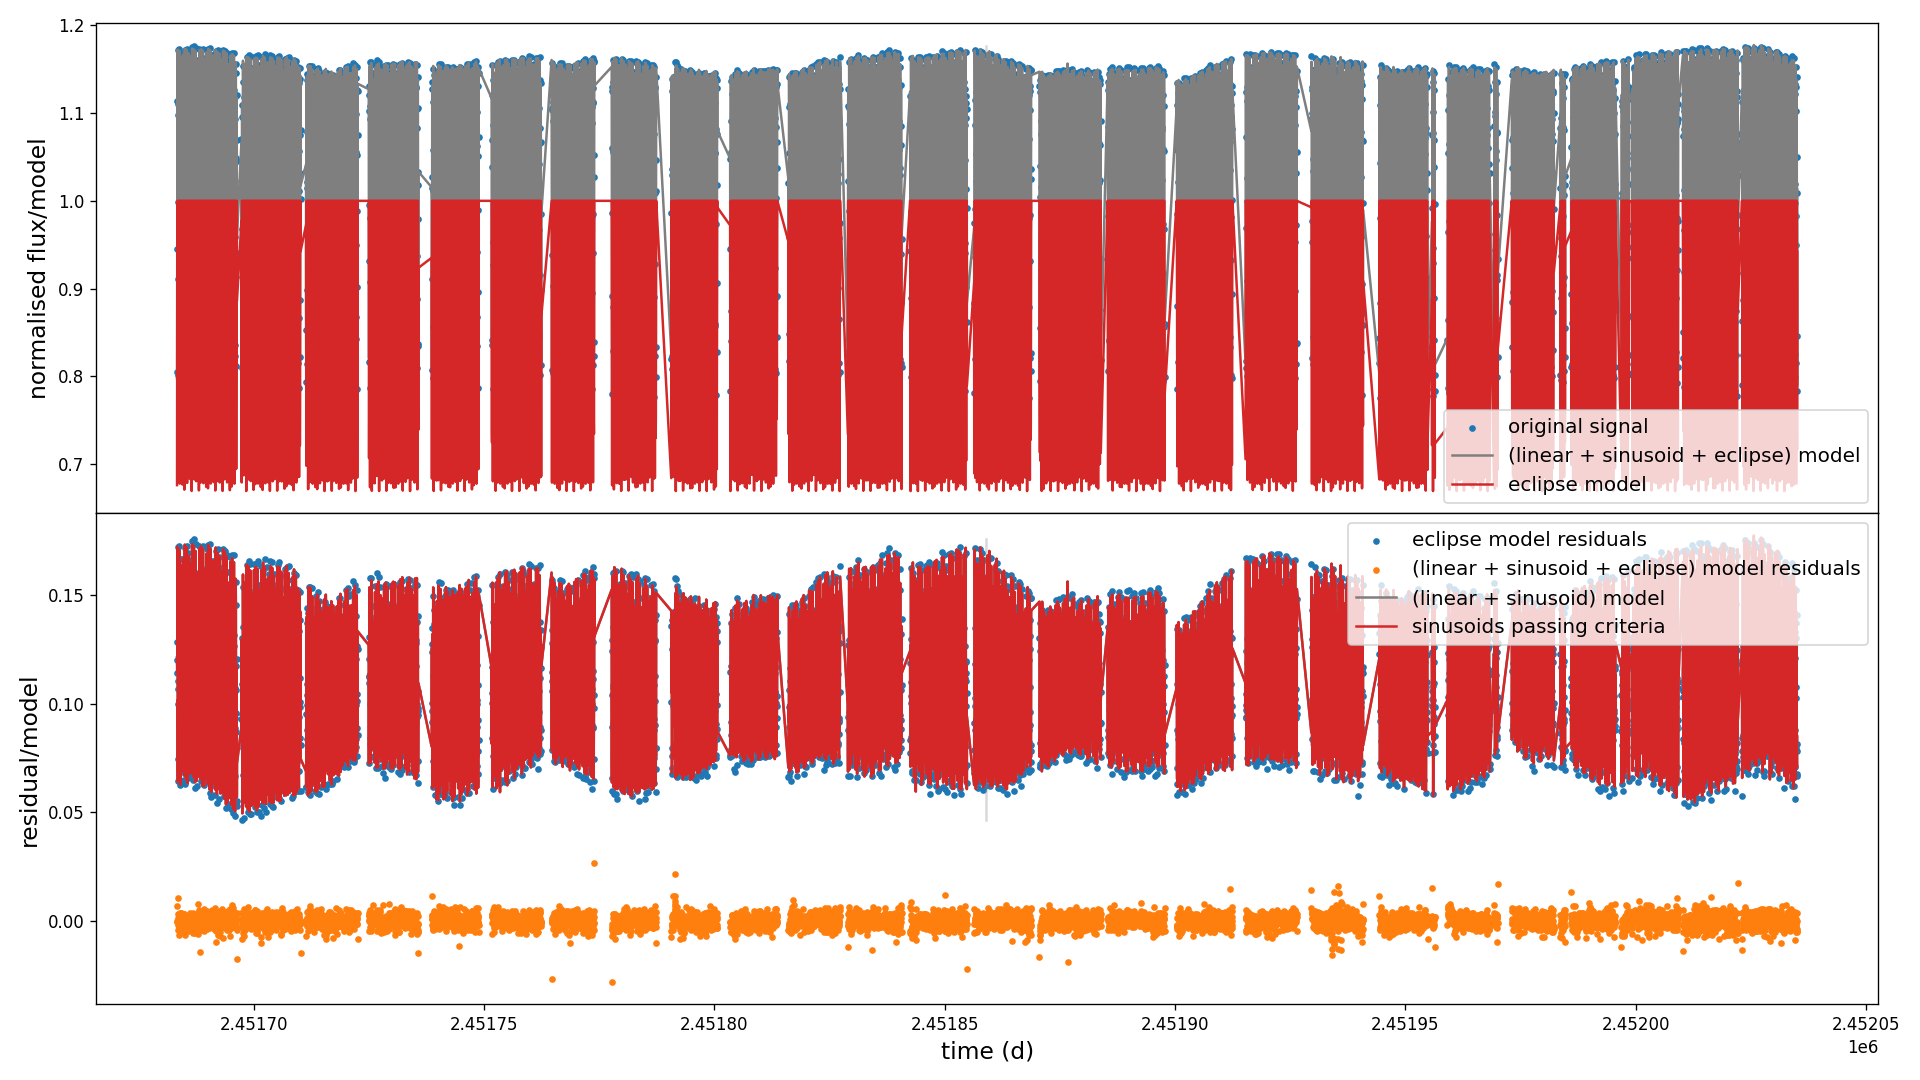 1.2
1.1
1.0
0.9
0.8
0.7
normalised flux/model
original signal
(linear + sinusoid + eclipse) model
eclipse model
0.15
0.10
0.05
0.00
residual/model
eclipse model residuals
(linear + sinusoid + eclipse) model residuals
(linear + sinusoid) model
sinusoids passing criteria
2.45170
2.45175
2.45180
2.45185
2.45190
2.45195
2.45200
2.45205
1e6
time (d)